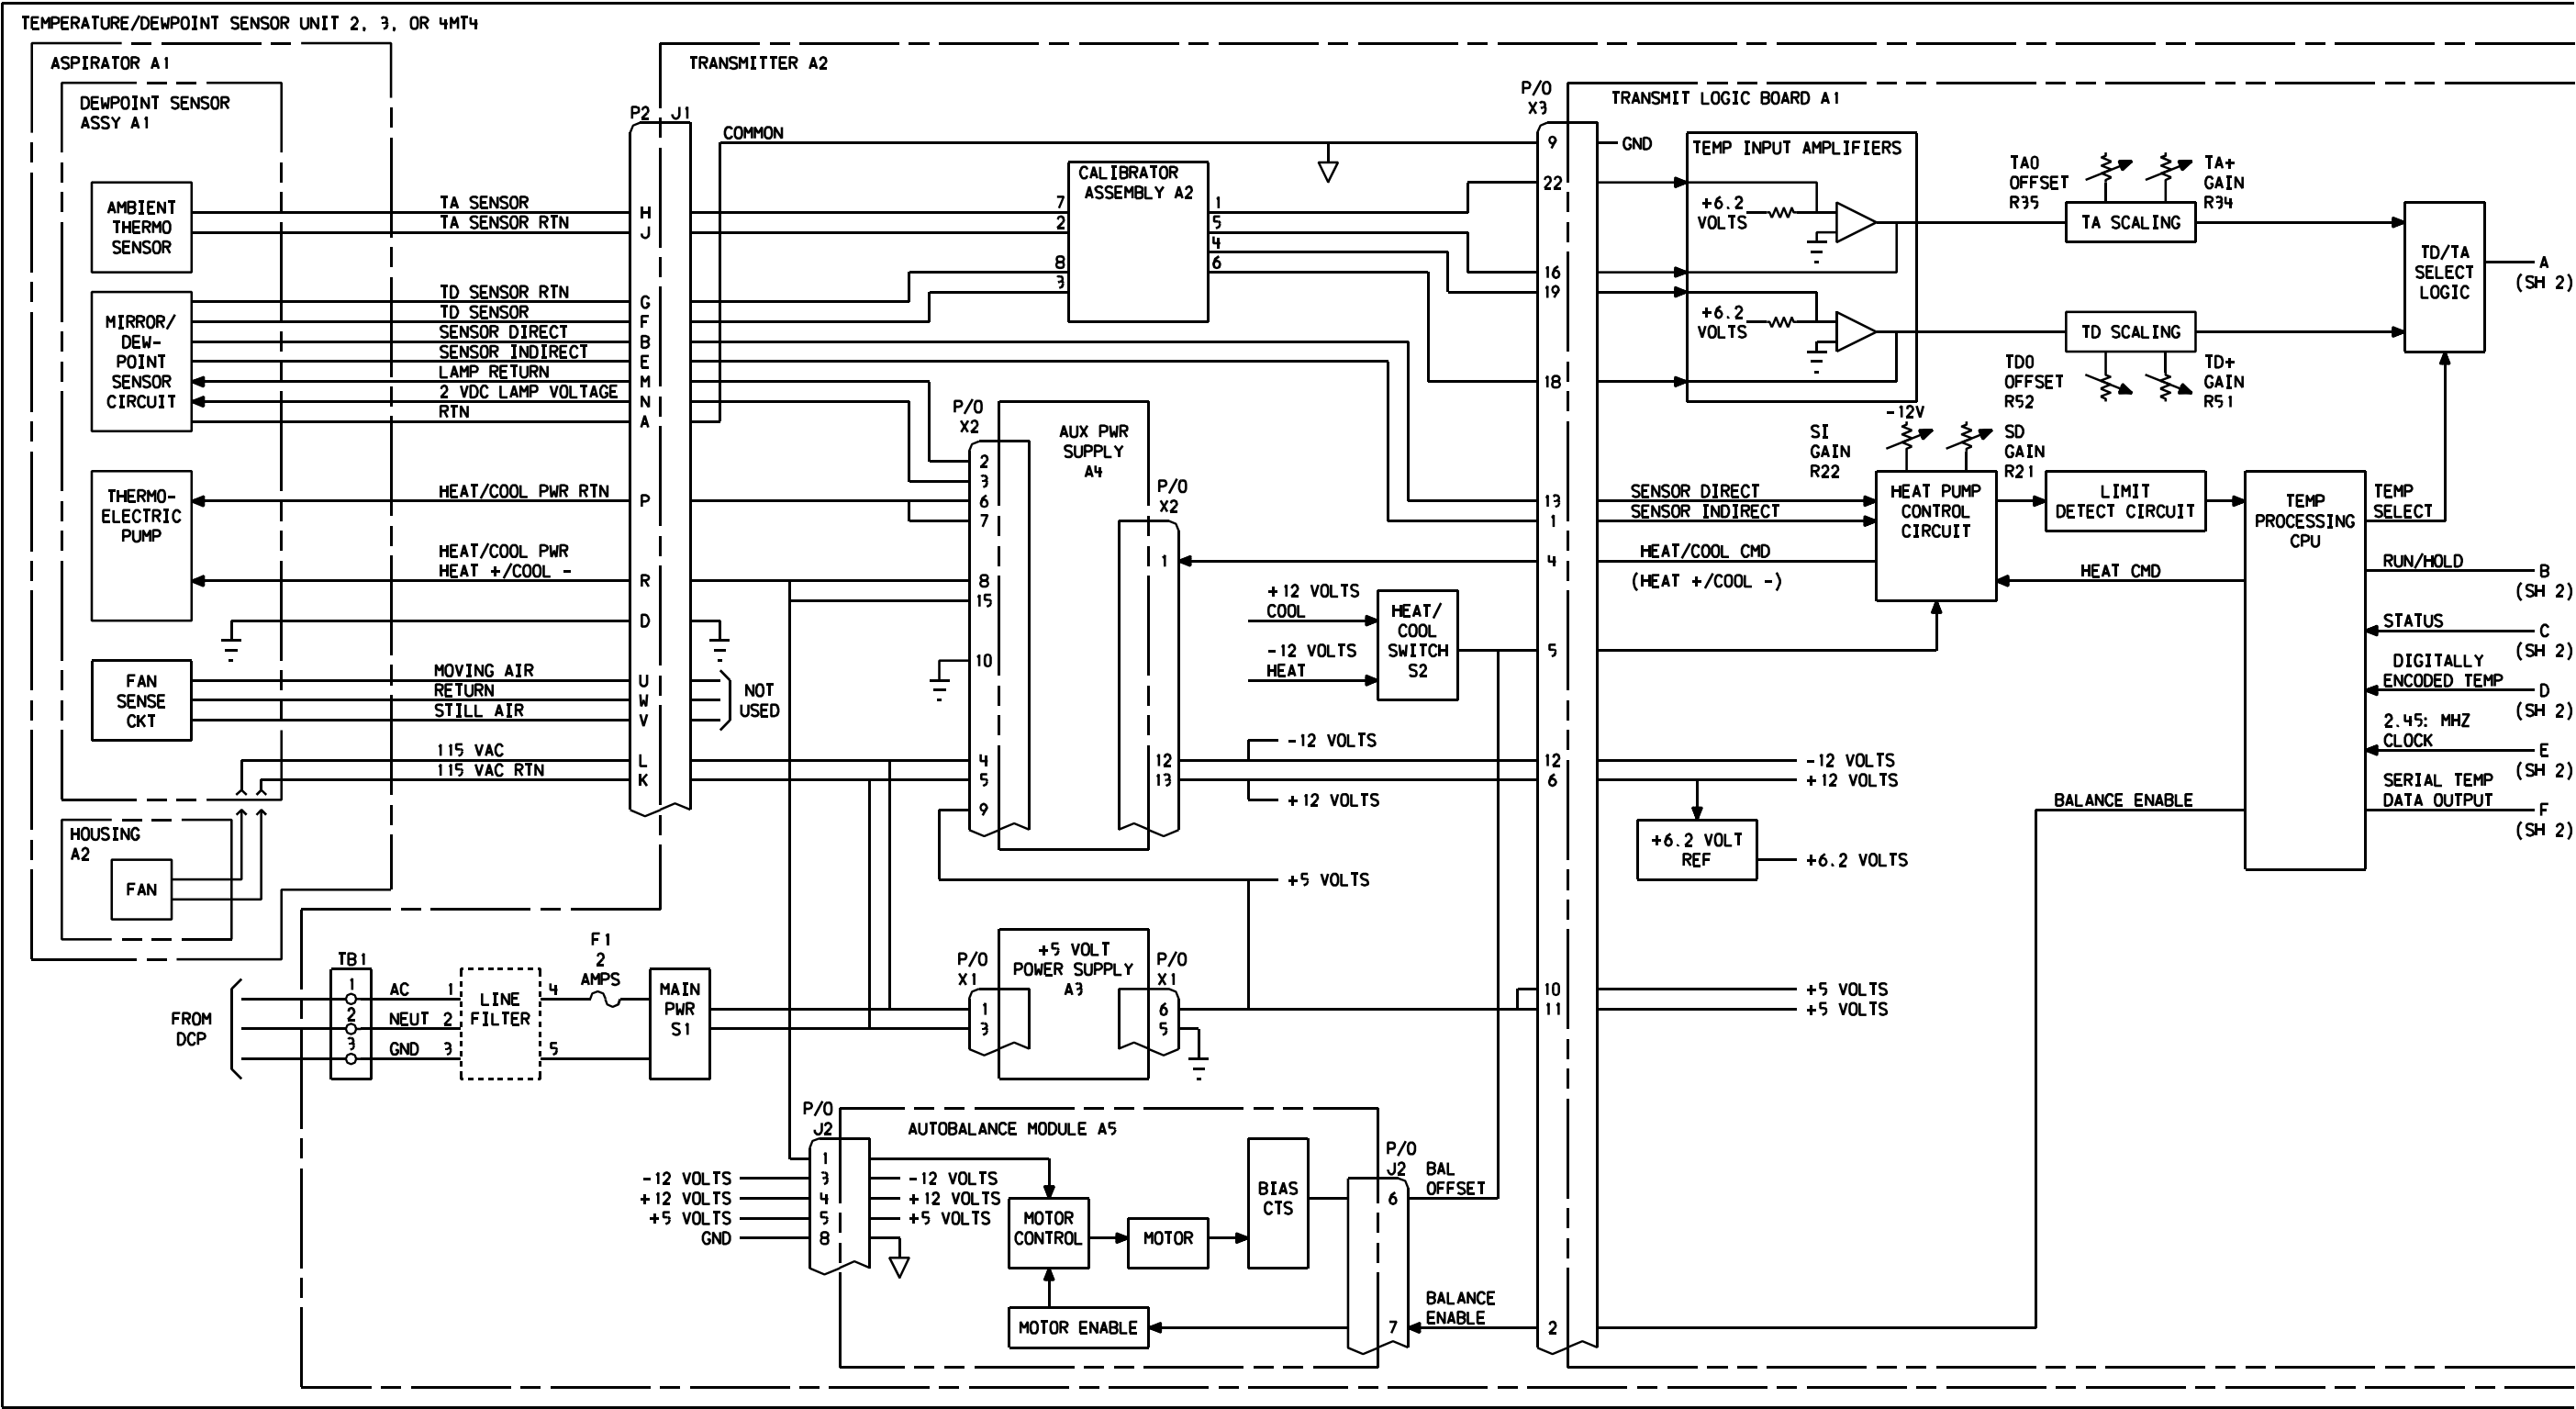 TEMPERATURE/DEWPOINT SENSOR UNIT 2, 3, OR 4MT4
ASPIRATOR A1
DEWPOINT SENSOR
ASSY A1
AMBIENT
THERMO
SENSOR
MIRROR/
DEW-
POINT
SENSOR
CIRCUIT
THERMO-
ELECTRIC
PUMP
FAN
SENSE
CKT
HOUSING
A2
FAN
TA SENSOR
TA SENSOR RTN
TD SENSOR RTN
TD SENSOR
SENSOR DIRECT
SENSOR INDIRECT
LAMP RETURN
2 VDC LAMP VOLTAGE
RTN
HEAT/COOL PWR RTN
HEAT/COOL PWR
HEAT +/COOL -
MOVING AIR
RETURN
STILL AIR
115 VAC
115 VAC RTN
P2 J1
H
J
G
F
B
E
M
N
A
P
R
D
U
W
V
L
K
NOT
USED
TRANSMITTER A2
COMMON
CALIBRATOR
ASSEMBLY A2
7
2
8
3
1
5
4
6
P/O
X2
2
3
6
7
8
15
10
4
5
9
AUX PWR
SUPPLY
A4
P/O
X2
1
12
13
+12 VOLTS
COOL
-12 VOLTS
HEAT
HEAT/
COOL
SWITCH
S2
-12 VOLTS
+12 VOLTS
+5 VOLTS
FROM
DCP
TB1
1
2
3
AC 1
NEUT 2
GND 3
LINE
FILTER
4
5
F1
2
AMPS
MAIN
PWR
S1
P/O
X1
1
3
+5 VOLT
POWER SUPPLY
A3
P/O
X1
6
5
P/O
J2
1
3
4
5
8
-12 VOLTS
+12 VOLTS
+5 VOLTS
GND
AUTOBALANCE MODULE A5
-12 VOLTS
+12 VOLTS
+5 VOLTS
MOTOR
CONTROL
MOTOR
BIAS
CTS
MOTOR ENABLE
P/O
J2
6
7
BAL
OFFSET
BALANCE
ENABLE
P/O
X3
9
22
16
19
18
13
1
4
5
12
6
10
11
2
TRANSMIT LOGIC BOARD A1
GND
TEMP INPUT AMPLIFIERS
+6.2
VOLTS
+6.2
VOLTS
TA0
OFFSET
R35
TA+
GAIN
R34
TA SCALING
TD SCALING
TD0
OFFSET
R52
TD+
GAIN
R51
TD/TA
SELECT
LOGIC
A
(SH 2)
-12V
SI
GAIN
R22
SD
GAIN
R21
SENSOR DIRECT
SENSOR INDIRECT
HEAT/COOL CMD
(HEAT +/COOL -)
HEAT PUMP
CONTROL
CIRCUIT
LIMIT
DETECT CIRCUIT
HEAT CMD
TEMP
PROCESSING
CPU
TEMP
SELECT
RUN/HOLD B
(SH 2)
STATUS C
(SH 2)
DIGITALLY
ENCODED TEMP D
(SH 2)
2.45: MHZ
CLOCK E
(SH 2)
SERIAL TEMP
DATA OUTPUT F
(SH 2)
BALANCE ENABLE
-12 VOLTS
+12 VOLTS
+6.2 VOLT
REF
+6.2 VOLTS
+5 VOLTS
+5 VOLTS